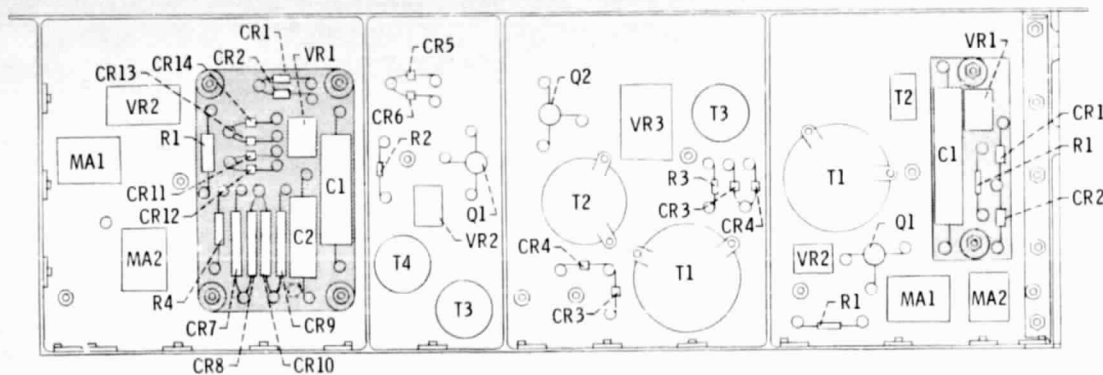 CR1
CR2
VR1
CR14
CR13
VR2
R1
MA1
CR11
CR12
C1
C2
MA2
R4
CR7
CR9
CR8
CR10
CR5
CR6
R2
Q1
VR2
T4
T3
Q2
VR3
T3
R3
CR3
CR4
T2
CR4
T1
CR3
VR1
T2
CR1
C1
R1
T1
CR2
Q1
VR2
MA1
MA2
R1